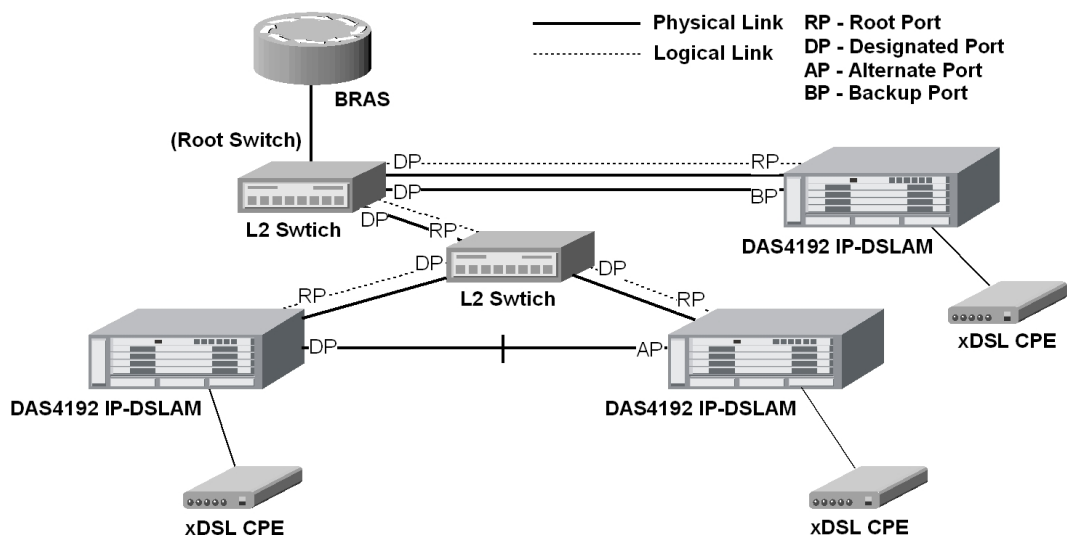 Physical Link
Logical Link
RP - Root Port
DP - Designated Port
AP - Alternate Port
BP - Backup Port
BRAS
(Root Switch)
DP
RP
DP
BP
L2 Swtich
DP
RP
DAS4192 IP-DSLAM
DP
DP
L2 Swtich
RP
RP
xDSL CPE
DP
AP
DAS4192 IP-DSLAM
DAS4192 IP-DSLAM
xDSL CPE
xDSL CPE